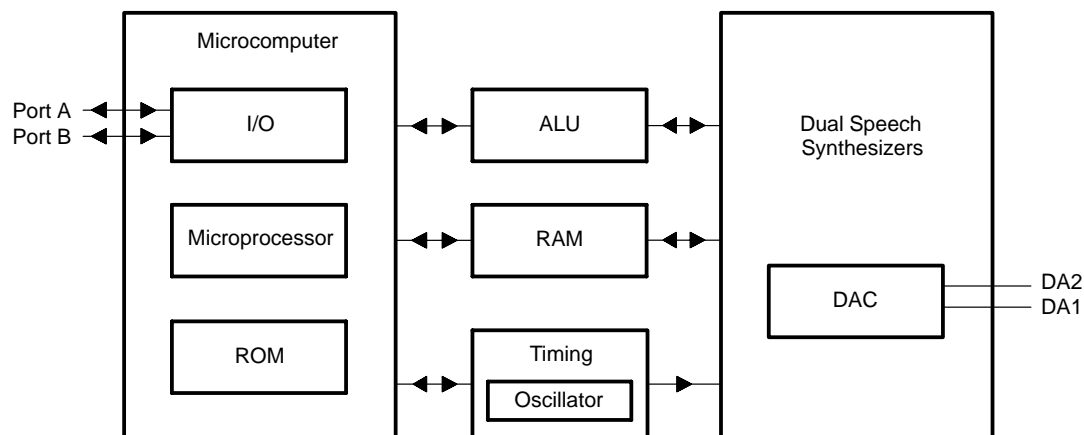 Microcomputer
Port A
Port B
I/O
ALU
Dual Speech
Synthesizers
Microprocessor
RAM
DAC
DA2
DA1
ROM
Timing
Oscillator